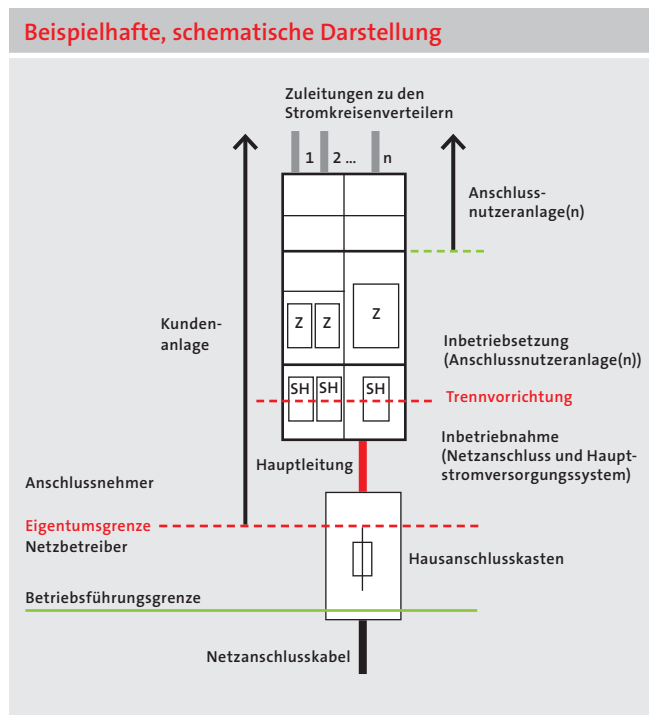 Beispielhafte, schematische Darstellung
Zuleitungen zu den
Stromkreisenverteilern
1 2 ... n
Anschluss-
nutzeranlage(n)
Kunden-
anlage
Z Z Z
Inbetriebsetzung
(Anschlussnutzeranlage(n))
SH SH SH
Trennvorrichtung
Inbetriebnahme
(Netzanschluss und Haupt-
stromversorgungssystem)
Hauptleitung
Anschlussnehmer
Eigentumsgrenze
Netzbetreiber
Hausanschlusskasten
Betriebsführungsgrenze
Netzanschlusskabel